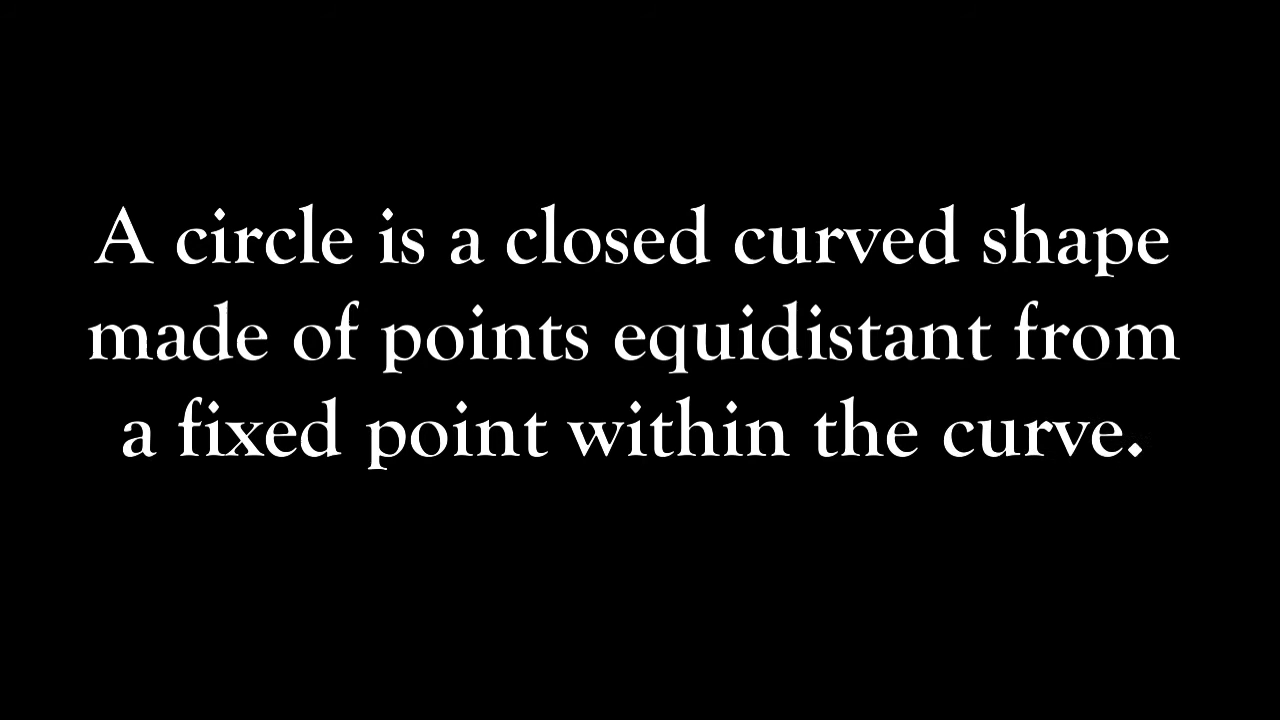 A circle is a closed curved shape
made of points equidistant from
a fixed point within the curve.